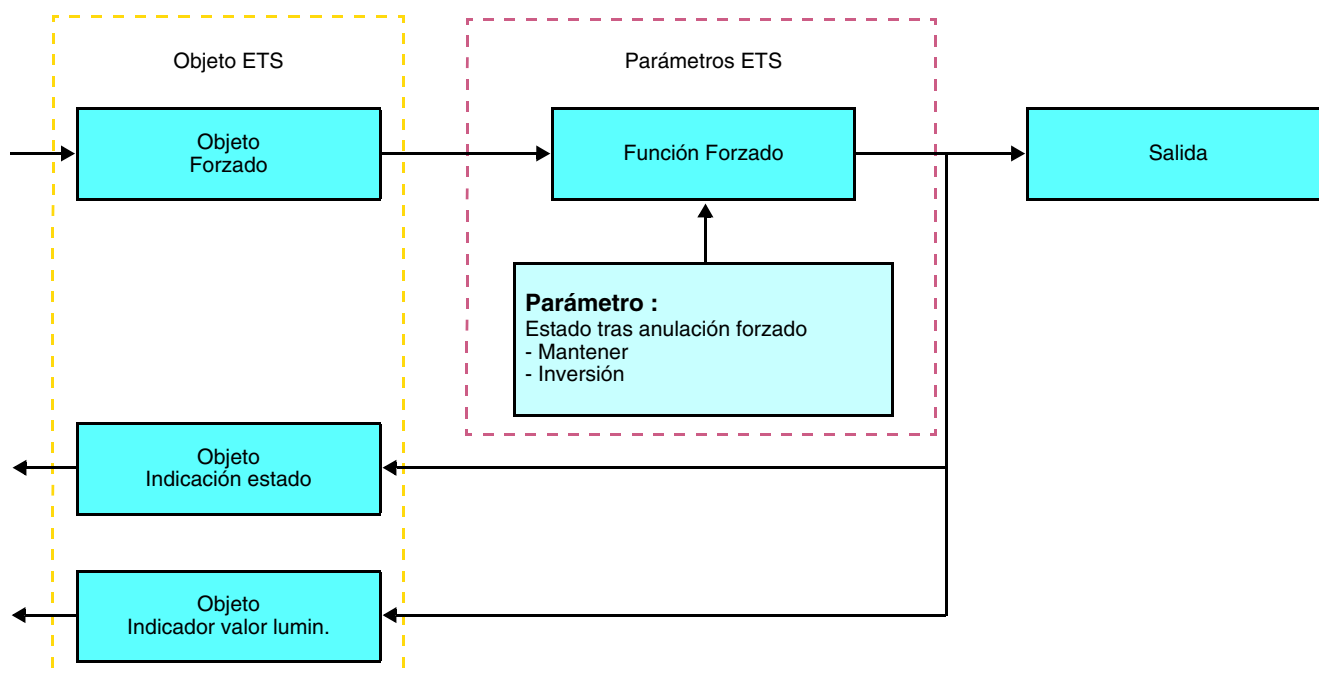 Objeto ETS
Parámetros ETS
Objeto
Forzado
Función Forzado
Salida
Parámetro :
Estado tras anulación forzado
- Mantener
- Inversión
Objeto
Indicación estado
Objeto
Indicador valor lumin.